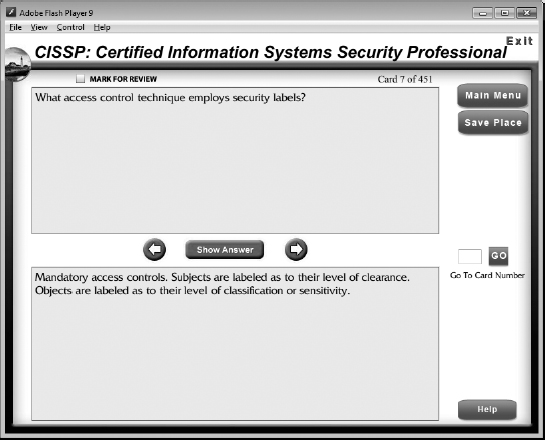 Adobe Flash Player 9
File View Control Help
Exit
CISSP: Certified Information Systems Security Professional
MARK FOR REVIEW
Card 7 of 451
What access control technique employs security labels?
Main Menu
Save Place
Show Answer
GO
Go To Card Number
Mandatory access controls. Subjects are labeled as to their level of clearance.
Objects are labeled as to their level of classification or sensitivity.
Help